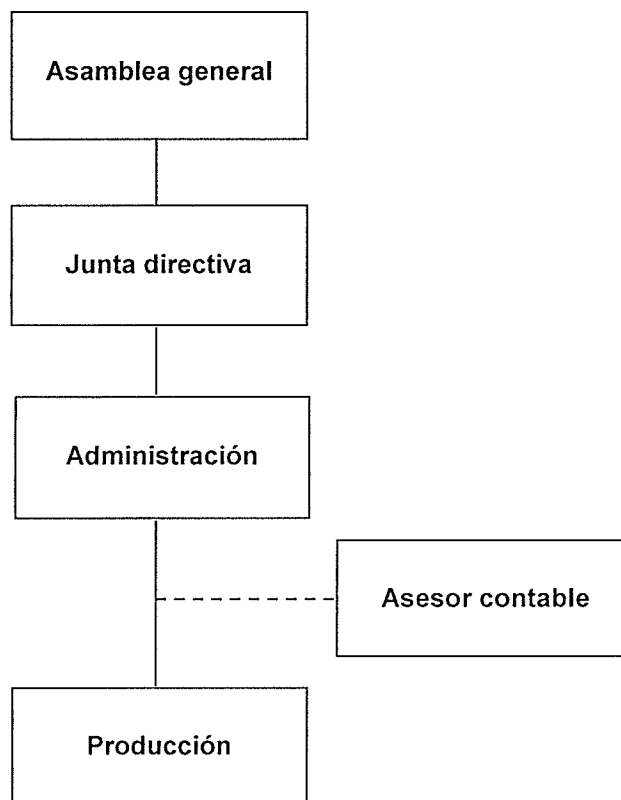 Asamblea general
Junta directiva
Administración
Asesor contable
Producción